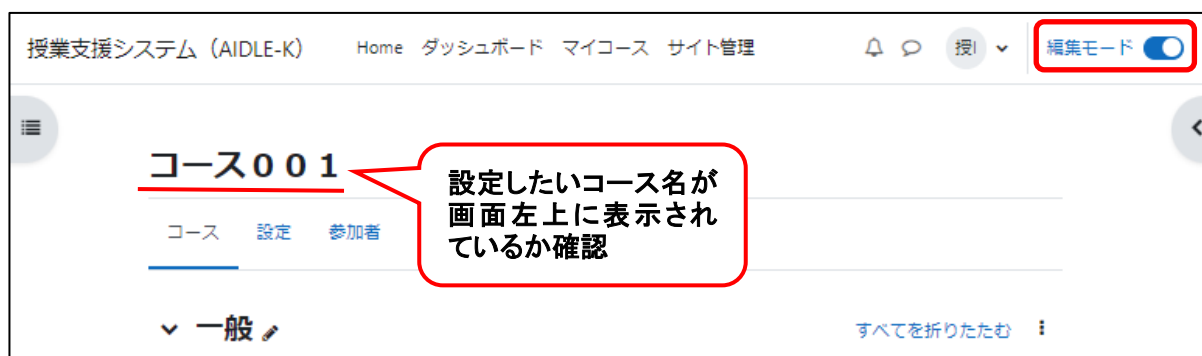 授業支援システム（AIDLE-K） Home ダッシュボード マイコース サイト管理 授I 編集モード
コース００１
設定したいコース名が
画面左上に表示され
ているか確認
コース 設定 参加者
一般
すべてを折りたたむ